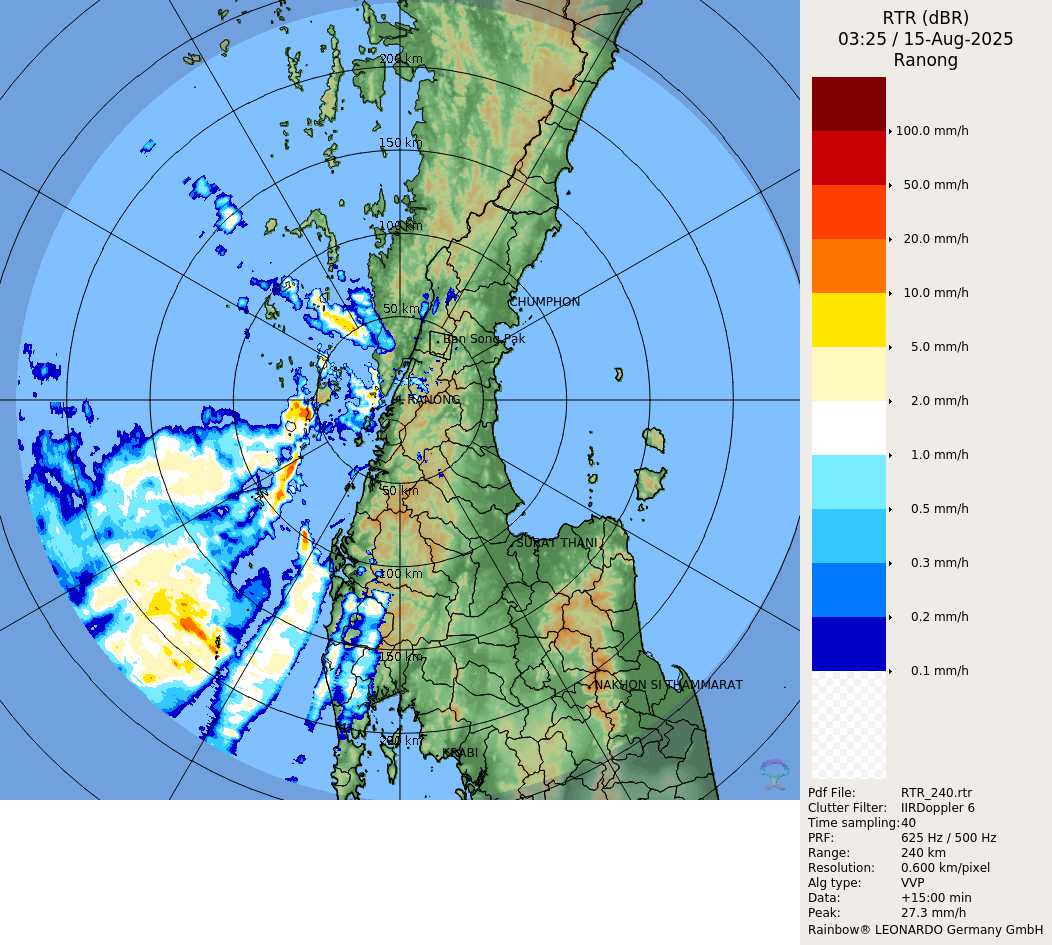 RTR (dBR)
03:25 / 15-Aug-2025
Ranong
200 km
150 km
100 km
50 km
CHUMPHON
Ban Song Pak
RANONG
50 km
SURAT THANI
100 km
150 km
NAKHON SI THAMMARAT
200 km
KRABI
100.0 mm/h
50.0 mm/h
20.0 mm/h
10.0 mm/h
5.0 mm/h
2.0 mm/h
1.0 mm/h
0.5 mm/h
0.3 mm/h
0.2 mm/h
0.1 mm/h
Pdf File: RTR_240.rtr
Clutter Filter: IIRDoppler 6
Time sampling:40
PRF: 625 Hz / 500 Hz
Range: 240 km
Resolution: 0.600 km/pixel
Alg type: VVP
Data: +15:00 min
Peak: 27.3 mm/h
Rainbow® LEONARDO Germany GmbH